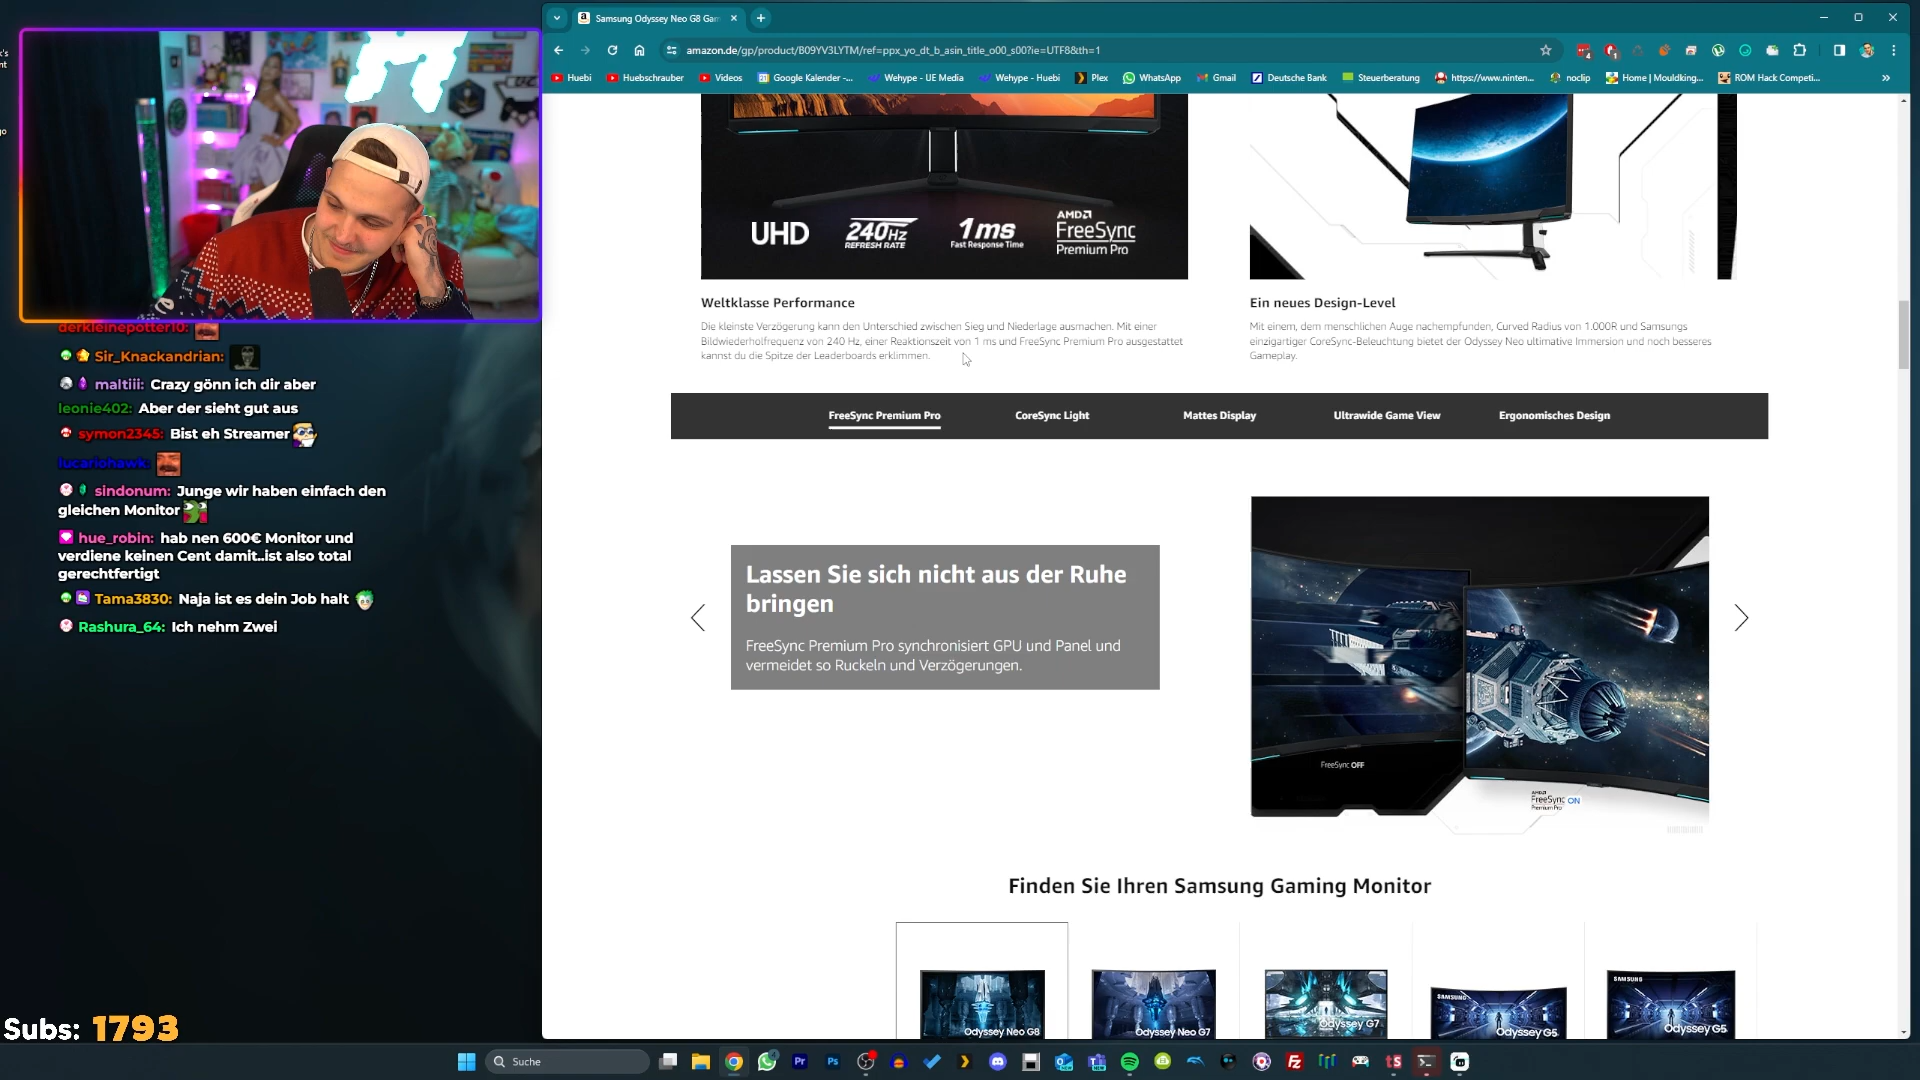 Samsung Odyssey Neo G8 Gam
amazon.de/gp/product/B09YV3LYTM/ref=ppx_yo_dt_b_asin_title_o00_s00?ie=UTF8&th=1
Huebi
Huebschrauber
Videos
Google Kalender -...
Wehype - UE Media
Wehype - Huebi
Plex
WhatsApp
Gmail
Deutsche Bank
Steuerberatung
https://www.ninten...
noclip
Home | Mouldking...
ROM Hack Competi...
UHD
240Hz
REFRESH RATE
1ms
Fast Response Time
AMD
FreeSync
Premium Pro
Weltklasse Performance
Die kleinste Verzögerung kann den Unterschied zwischen Sieg und Niederlage ausmachen. Mit einer
Bildwiederholfrequenz von 240 Hz, einer Reaktionszeit von 1 ms und FreeSync Premium Pro ausgestattet
kannst du die Spitze der Leaderboards erklimmen.
Ein neues Design-Level
Mit einem, dem menschlichen Auge nachempfunden, Curved Radius von 1.000R und Samsungs
einzigartiger CoreSync-Beleuchtung bietet der Odyssey Neo ultimative Immersion und noch besseres
Gameplay.
FreeSync Premium Pro
CoreSync Light
Mattes Display
Ultrawide Game View
Ergonomisches Design
Lassen Sie sich nicht aus der Ruhe
bringen
FreeSync Premium Pro synchronisiert GPU und Panel und
vermeidet so Ruckeln und Verzögerungen.
FreeSync OFF
AMD
FreeSync ON
Premium Pro
Finden Sie Ihren Samsung Gaming Monitor
Odyssey Neo G8
Odyssey Neo G7
Odyssey G7
SAMSUNG
Odyssey G5
SAMSUNG
Odyssey G5
derkleinepotter10:
Sir_Knackandrian:
maltiii: Crazy gönn ich dir aber
leonie402: Aber der sieht gut aus
symon2345: Bist eh Streamer
lucariohawk:
sindonum: Junge wir haben einfach den
gleichen Monitor
hue_robin: hab nen 600€ Monitor und
verdiene keinen Cent damit..ist also total
gerechtfertigt
Tama3830: Naja ist es dein Job halt
Rashura_64: Ich nehm Zwei
Subs: 1793
Suche